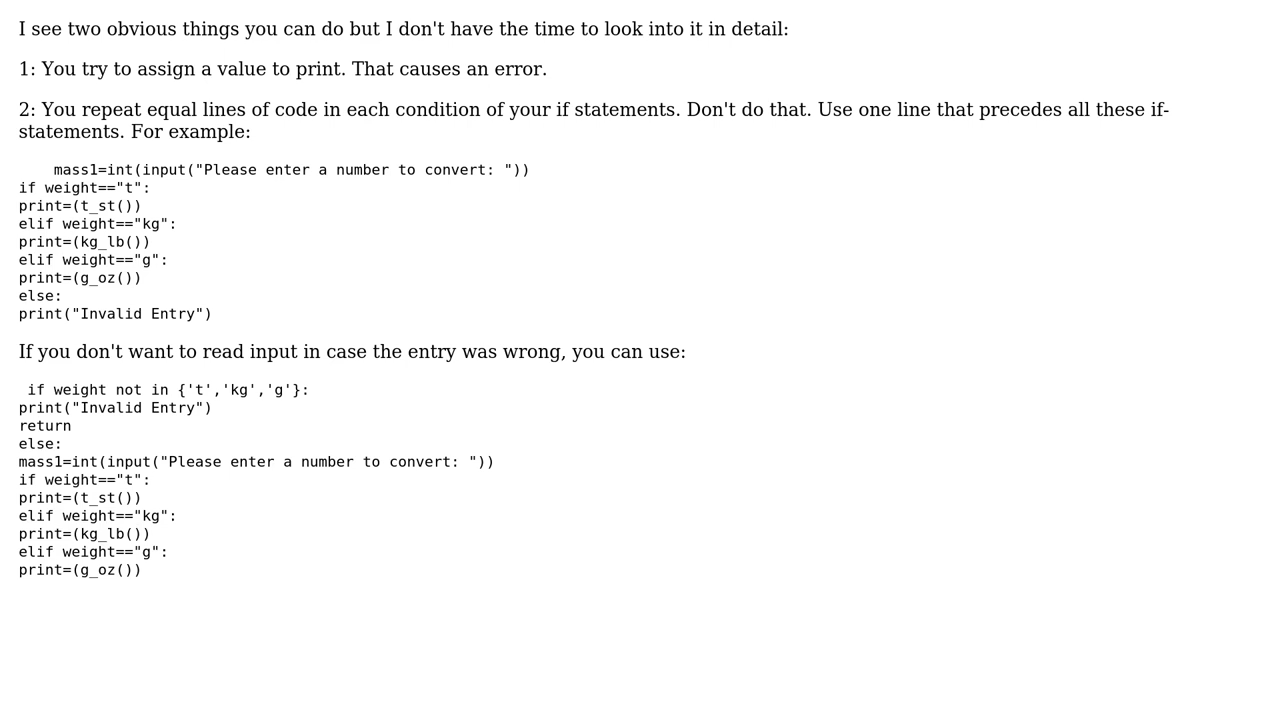 I see two obvious things you can do but I don't have the time to look into it in detail:
1: You try to assign a value to print. That causes an error.
2: You repeat equal lines of code in each condition of your if statements. Don't do that. Use one line that precedes all these if-
statements. For example:
    mass1=int(input("Please enter a number to convert: "))
if weight=="t":
print=(t_st())
elif weight=="kg":
print=(kg_lb())
elif weight=="g":
print=(g_oz())
else:
print("Invalid Entry")
If you don't want to read input in case the entry was wrong, you can use:
 if weight not in {'t','kg','g'}:
print("Invalid Entry")
return
else:
mass1=int(input("Please enter a number to convert: "))
if weight=="t":
print=(t_st())
elif weight=="kg":
print=(kg_lb())
elif weight=="g":
print=(g_oz())